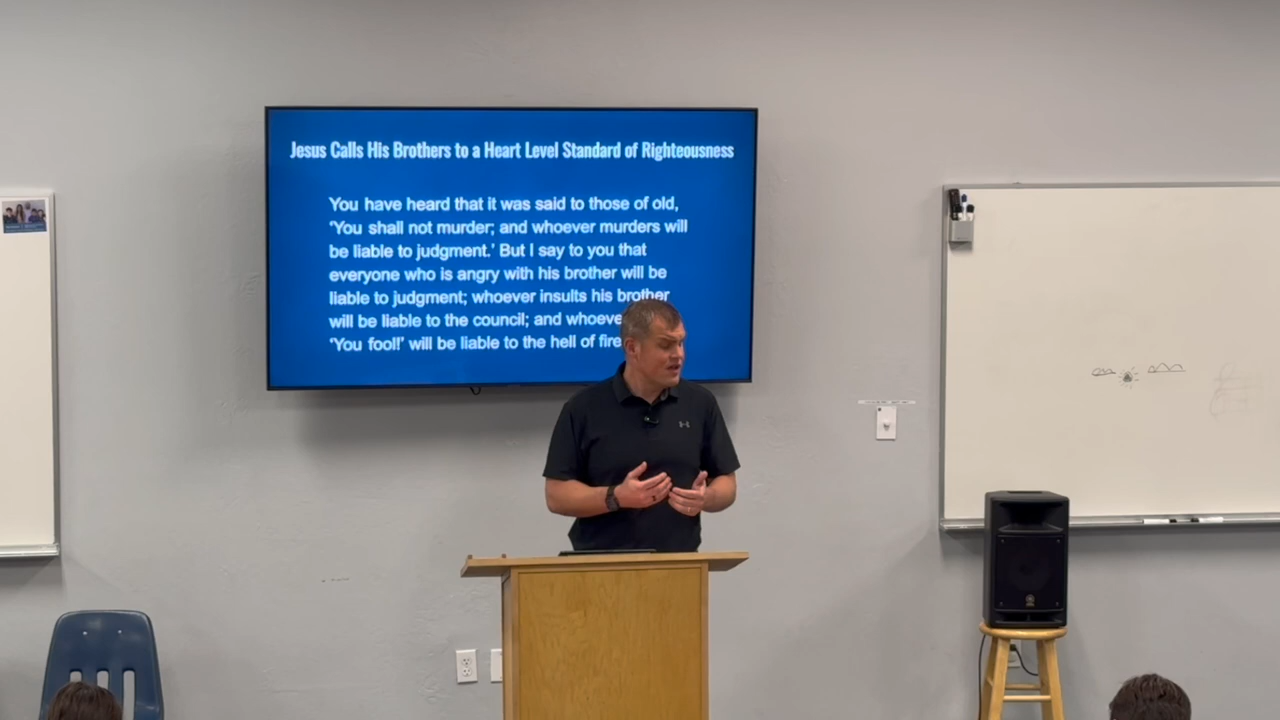 Jesus Calls His Brothers to a Heart Level Standard of Righteousness
You have heard that it was said to those of old,
‘You shall not murder; and whoever murders will
be liable to judgment.’ But I say to you that
everyone who is angry with his brother will be
liable to judgment; whoever insults his brother
will be liable to the council; and whoeve
‘You fool!’ will be liable to the hell of fire